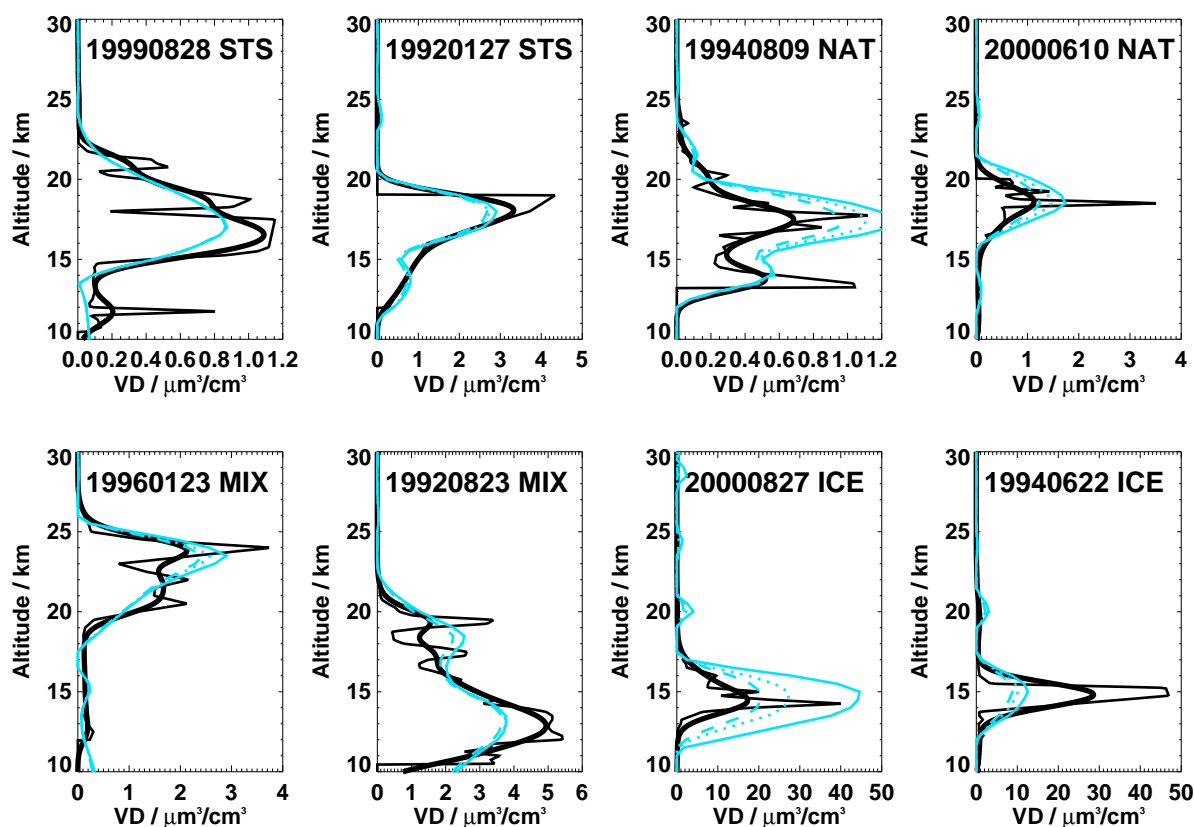 30
25
20
15
10
Altitude / km
19990828 STS
0.0 0.2 0.4 0.6 0.8 1.0 1.2
VD / μm³/cm³
30
25
20
15
10
Altitude / km
19920127 STS
0 1 2 3 4 5
VD / μm³/cm³
30
25
20
15
10
Altitude / km
19940809 NAT
0.0 0.2 0.4 0.6 0.8 1.0 1.2
VD / μm³/cm³
30
25
20
15
10
Altitude / km
20000610 NAT
0 1 2 3 4
VD / μm³/cm³
30
25
20
15
10
Altitude / km
19960123 MIX
0 1 2 3 4
VD / μm³/cm³
30
25
20
15
10
Altitude / km
19920823 MIX
0 1 2 3 4 5 6
VD / μm³/cm³
30
25
20
15
10
Altitude / km
20000827 ICE
0 10 20 30 40 50
VD / μm³/cm³
30
25
20
15
10
Altitude / km
19940622 ICE
0 10 20 30 40 50
VD / μm³/cm³